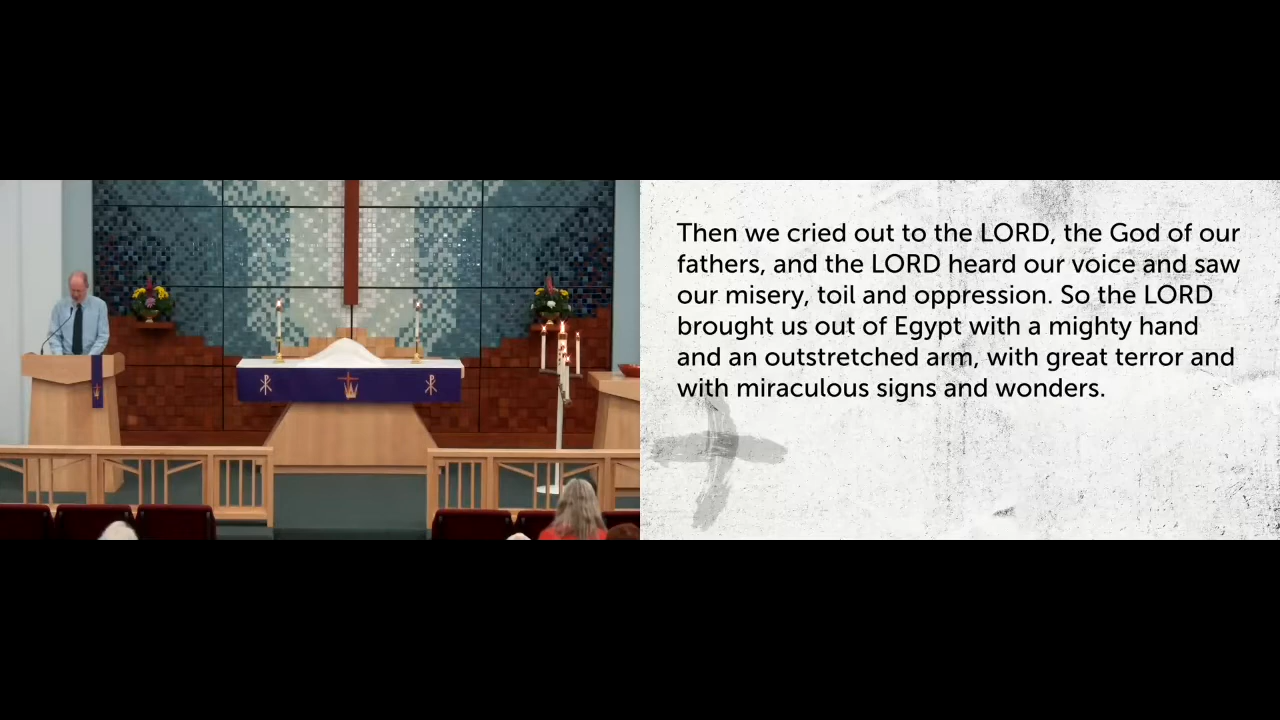 Then we cried out to the LORD, the God of our
fathers, and the LORD heard our voice and saw
our misery, toil and oppression. So the LORD
brought us out of Egypt with a mighty hand
and an outstretched arm, with great terror and
with miraculous signs and wonders.